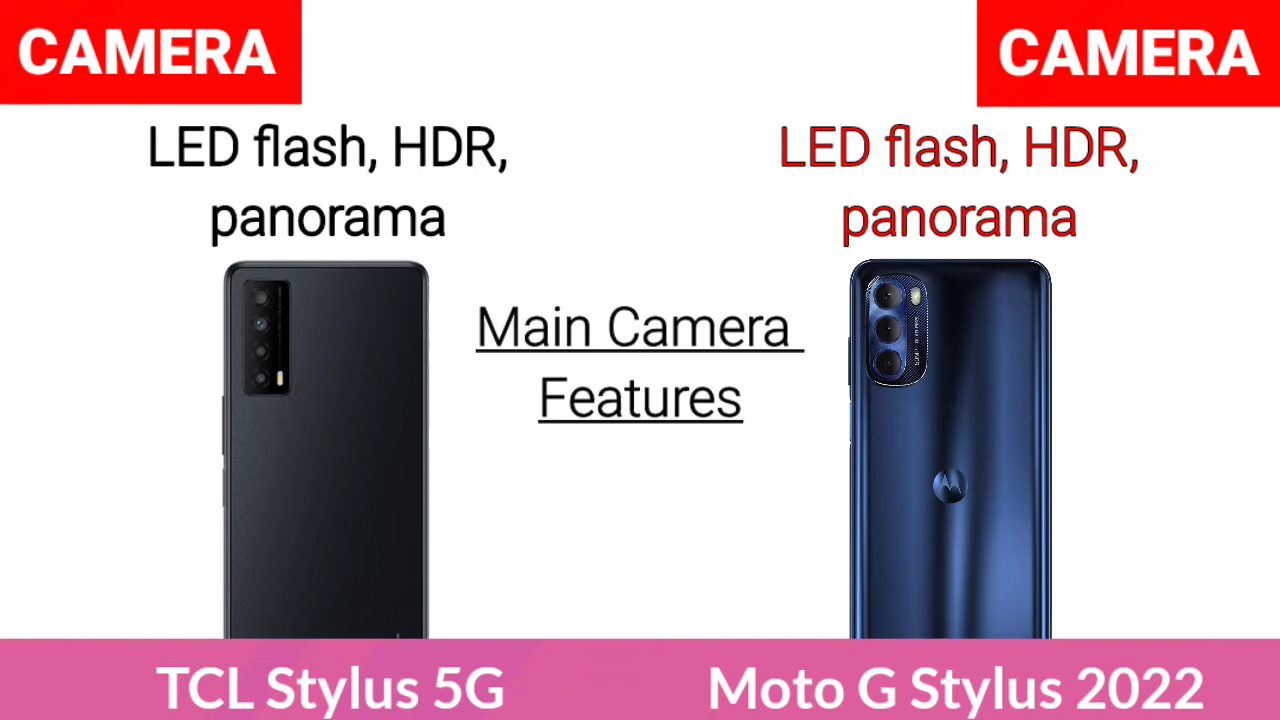 CAMERA
CAMERA
LED flash, HDR,
panorama
LED flash, HDR,
panorama
Main Camera
Features
TCL Stylus 5G
Moto G Stylus 2022